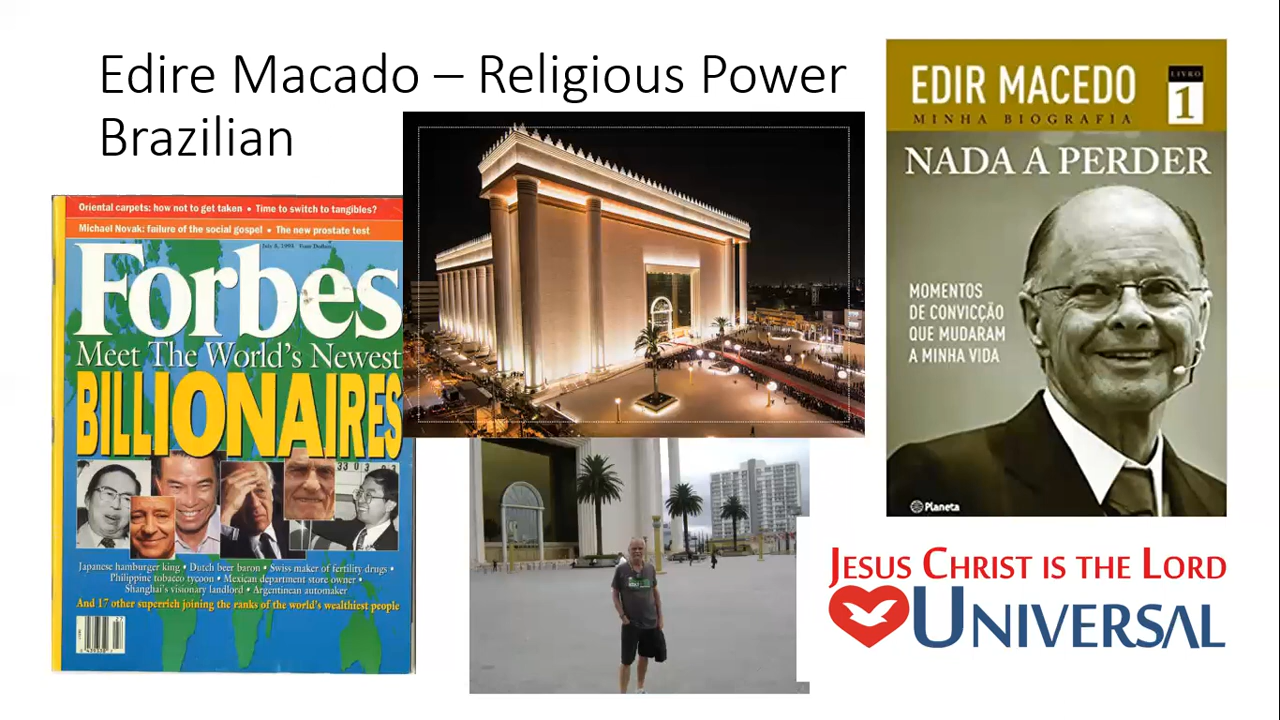 Edire Macado – Religious Power
Brazilian
Oriental carpets: how not to get taken • Time to switch to tangibles?
Michael Novak: failure of the social gospel • The new prostate test
Forbes
Meet The World's Newest
BILLIONAIRES
Japanese hamburger king • Dutch beer baron • Swiss maker of fertility drugs •
Philippine tobacco tycoon • Mexican department store owner •
Shanghai's visionary landlord • Argentinean automaker
And 17 other superrich joining the ranks of the world's wealthiest people
EDIR MACEDO
MINHA BIOGRAFIA
LIVRO
1
NADA A PERDER
MOMENTOS
DE CONVICÇÃO
QUE MUDARAM
A MINHA VIDA
Planeta
JESUS CHRIST IS THE LORD
UNIVERSAL